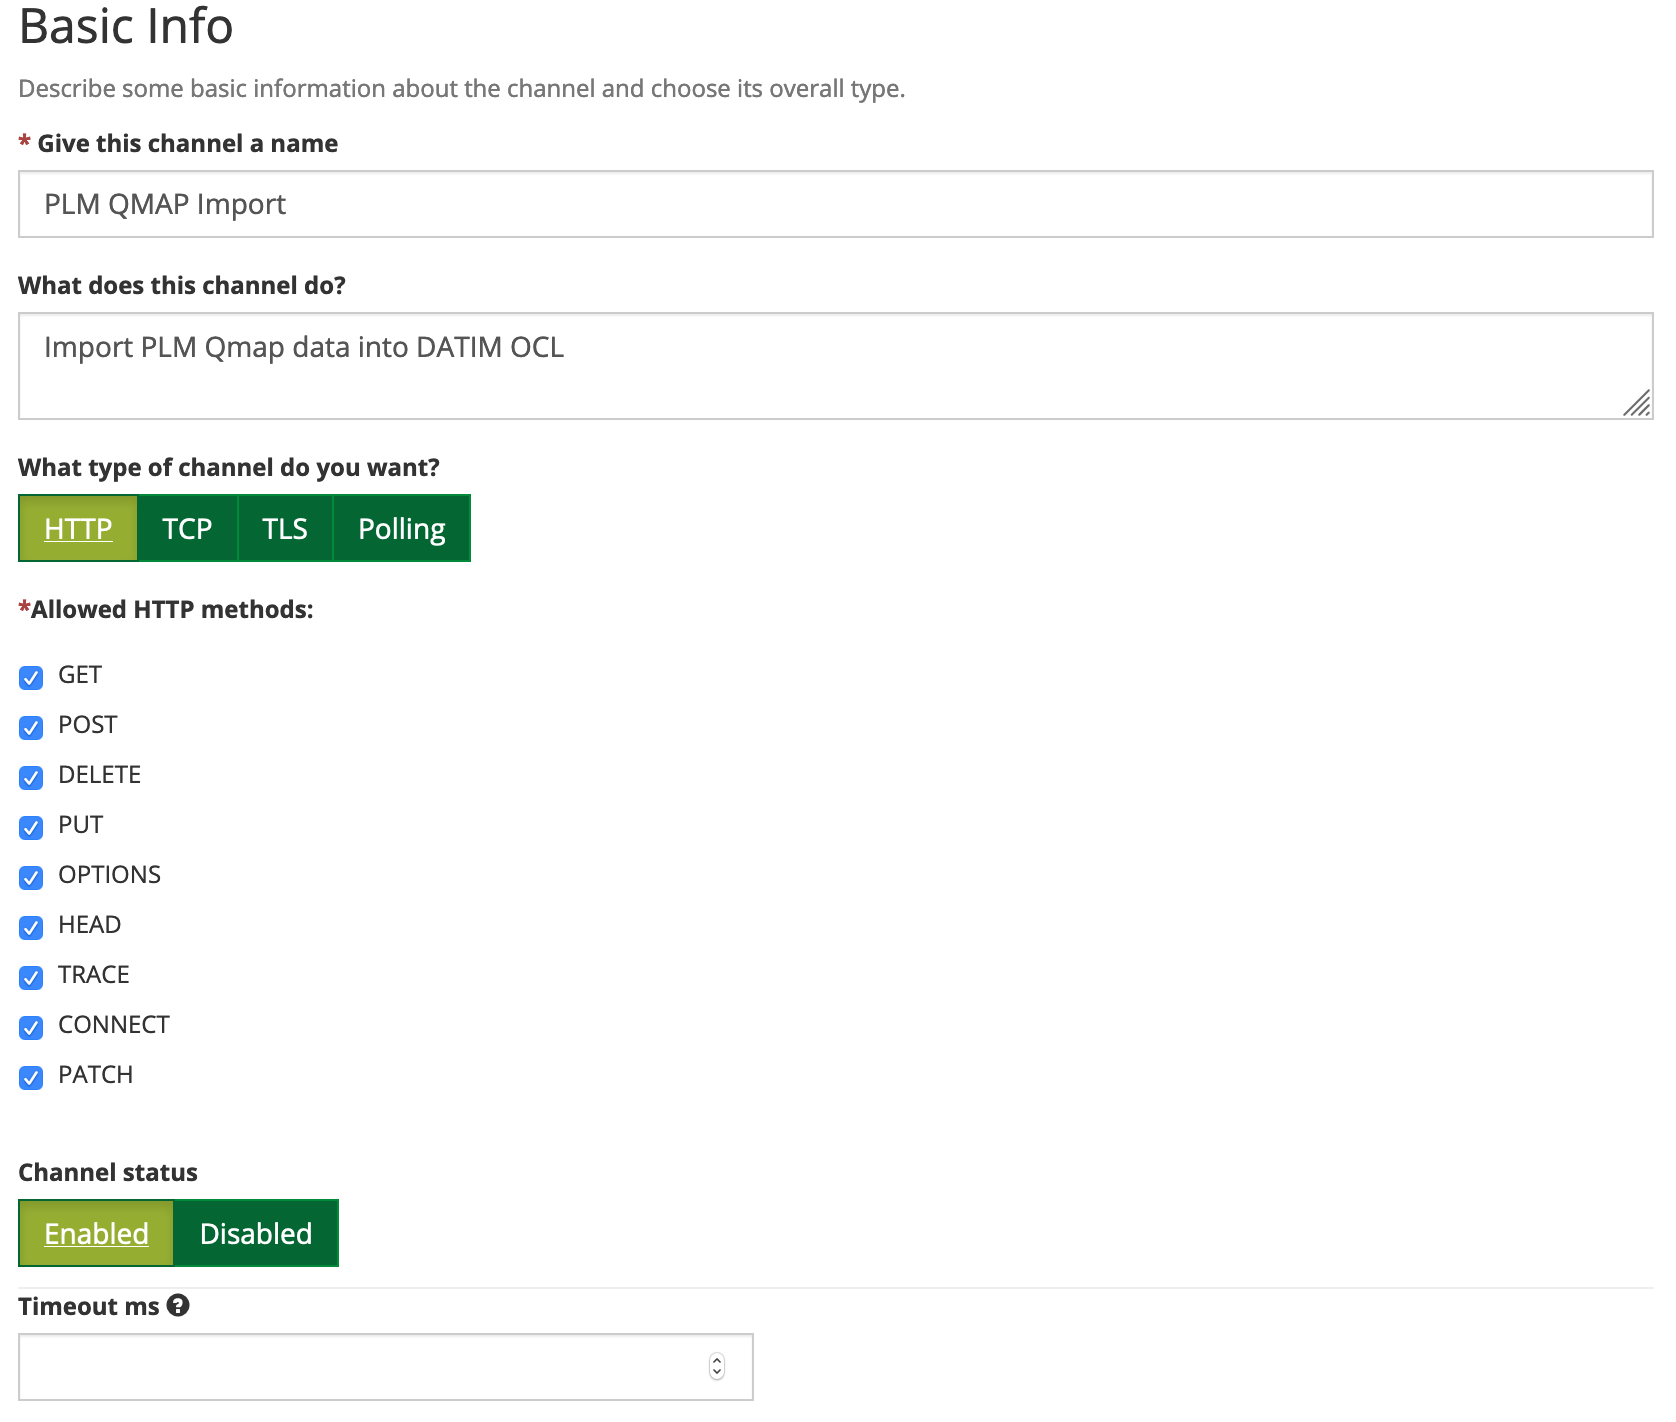 Basic Info
Describe some basic information about the channel and choose its overall type.
* Give this channel a name
PLM QMAP Import
What does this channel do?
Import PLM Qmap data into DATIM OCL
What type of channel do you want?
HTTP TCP TLS Polling
*Allowed HTTP methods:
GET
POST
DELETE
PUT
OPTIONS
HEAD
TRACE
CONNECT
PATCH
Channel status
Enabled Disabled
Timeout ms ?